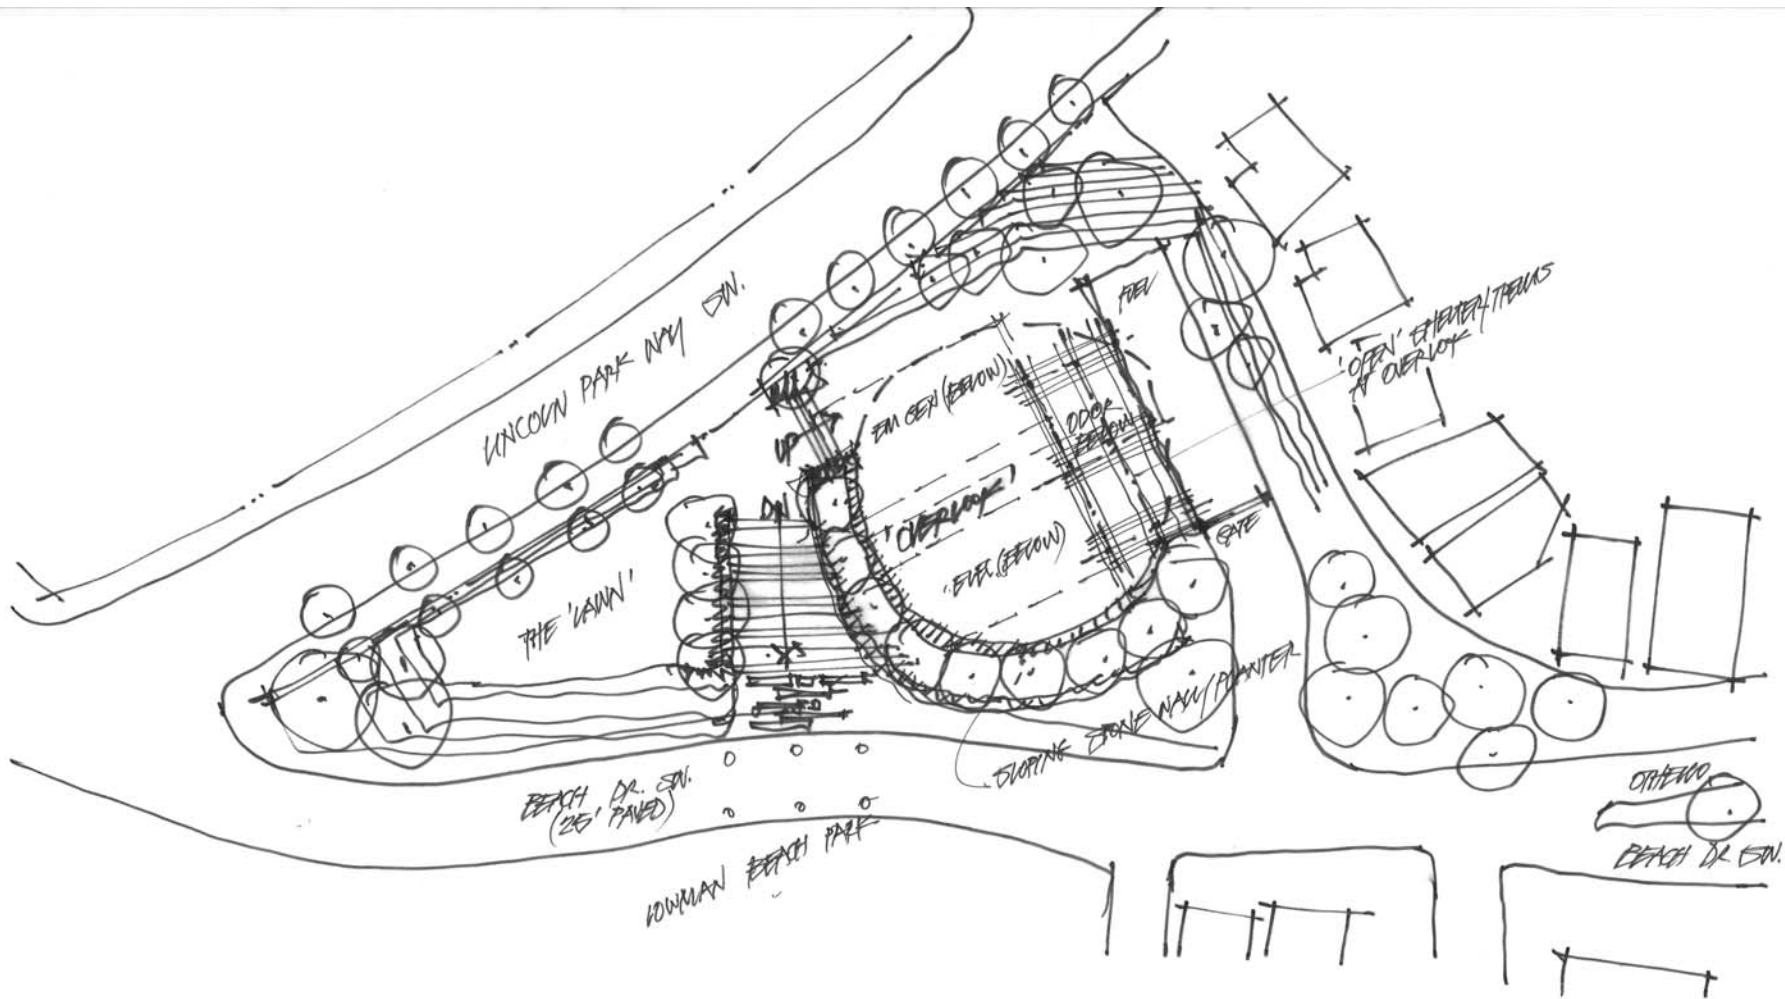 LINCOLN PARK WAY SW.
FUEL
'OPEN' SHELTER/TRELLIS
AT OVERLOOK
EM GEN (BELOW)
ODOR
BELOW
UP
DN
'OVERLOOK'
ELEC. (BELOW)
GATE
THE 'LAWN'
SLOPING STONE WALL/PLANTER
BEACH DR. SW.
(25' PAVED)
LOWMAN BEACH PARK
OTHELLO
BEACH DR. SW.